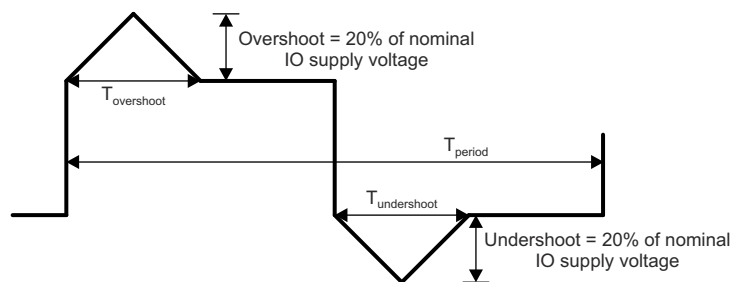 Overshoot = 20% of nominal
IO supply voltage
Tovershoot
Tperiod
Tundershoot
Undershoot = 20% of nominal
IO supply voltage